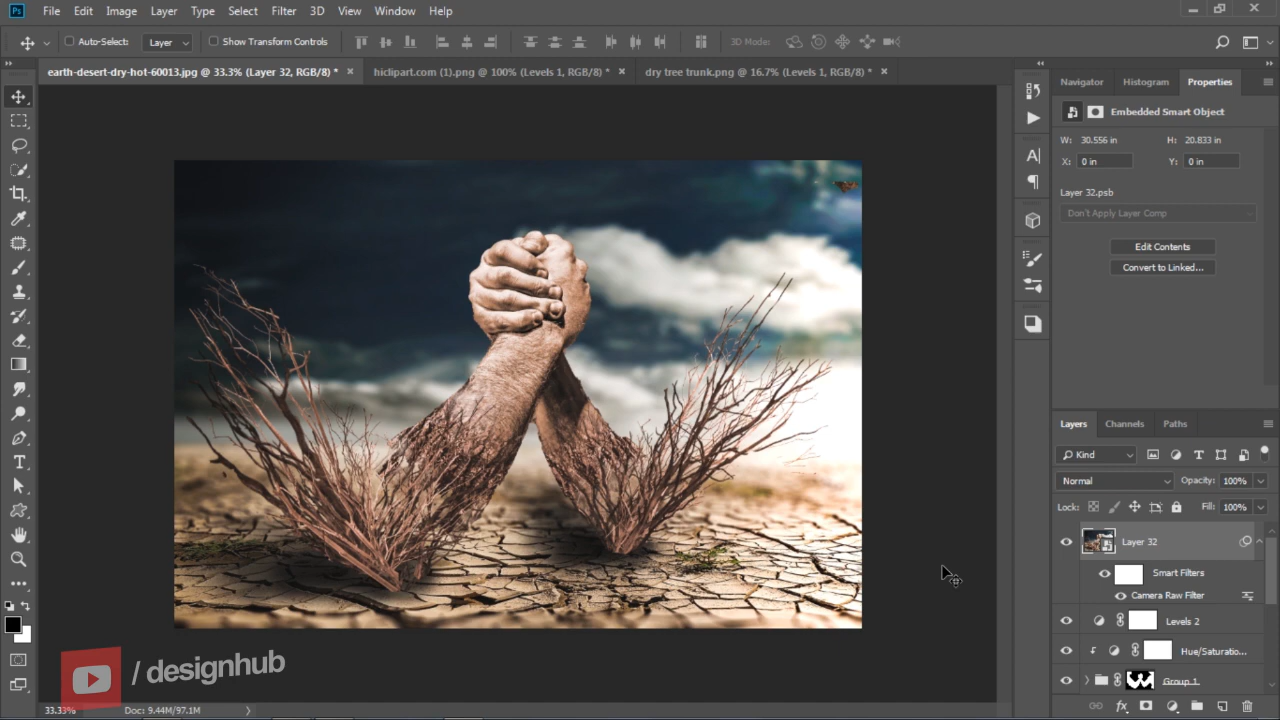 Ps File Edit Image Layer Type Select Filter 3D View Window Help
Auto-Select: Layer Show Transform Controls 3D Mode:
earth-desert-dry-hot-60013.jpg @ 33.3% (Layer 32, RGB/8) * × hiclipart.com (1).png @ 100% (Levels 1, RGB/8) * × dry tree trunk.png @ 16.7% (Levels 1, RGB/8) * ×
Navigator Histogram Properties
Embedded Smart Object
W: 30.556 in H: 20.833 in
X: 0 in Y: 0 in
Layer 32.psb
Don't Apply Layer Comp
Edit Contents
Convert to Linked...
Layers Channels Paths
Kind
Normal Opacity: 100%
Lock: Fill: 100%
Layer 32
Smart Filters
Camera Raw Filter
Levels 2
Hue/Saturatio...
Group 1
/ designhub
33.33% Doc: 9.44M/97.1M